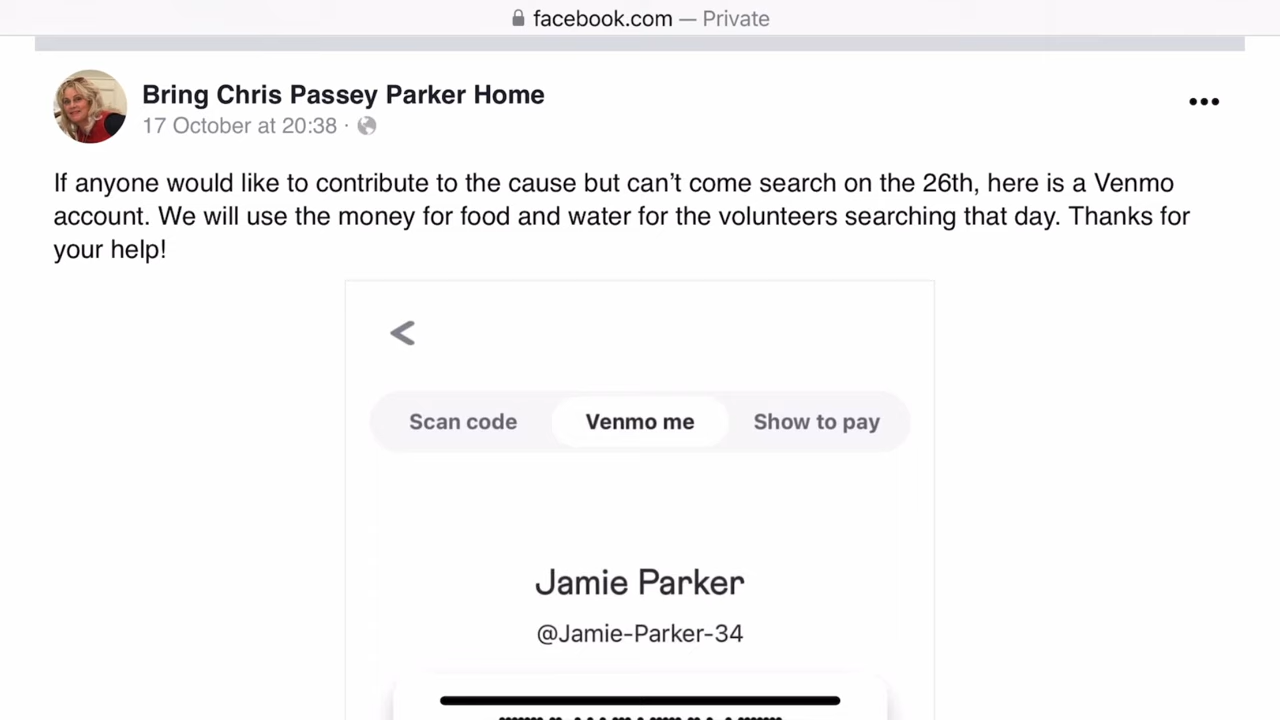 facebook.com — Private
Bring Chris Passey Parker Home
17 October at 20:38 ·
If anyone would like to contribute to the cause but can’t come search on the 26th, here is a Venmo
account. We will use the money for food and water for the volunteers searching that day. Thanks for
your help!
Scan code
Venmo me
Show to pay
Jamie Parker
@Jamie-Parker-34